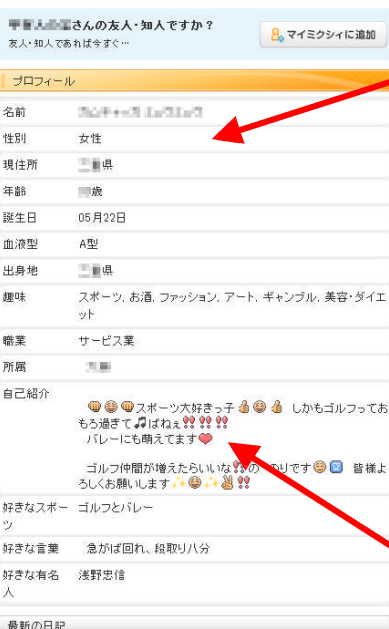 さんの友人・知人ですか？
友人・知人であれば今すぐ…
マイミクシィに追加
プロフィール
名前
性別 女性
現住所 県
年齢 歳
誕生日 05月22日
血液型 A型
出身地 県
趣味 スポーツ, お酒, ファッション, アート, ギャンブル, 美容・ダイエ
ット
職業 サービス業
所属
自己紹介
スポーツ大好きっ子 しかもゴルフってお
もろ過ぎて🎵ばねぇ‼‼‼
バレーにも萌えてます❤
ゴルフ仲間が増えたらいいな‼の のりです 皆様よ
ろしくお願いします ‼
好きなスポー ゴルフとバレー
ツ
好きな言葉 急がば回れ、段取り八分
好きな有名 浅野忠信
人
最新の日記